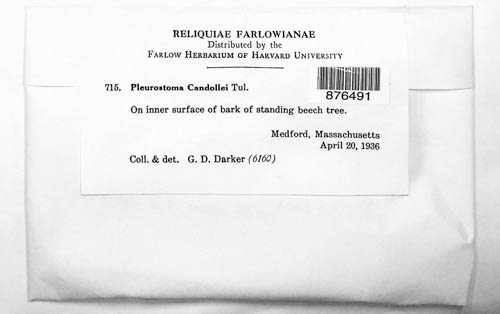 RELIQUIAE FARLOWIANAE
Distributed by the
FARLOW HERBARIUM OF HARVARD UNIVERSITY
715. Pleurostoma Candollei Tul.
876491
On inner surface of bark of standing beech tree.
Medford, Massachusetts
April 20, 1936
Coll. & det. G. D. Darker (6160)